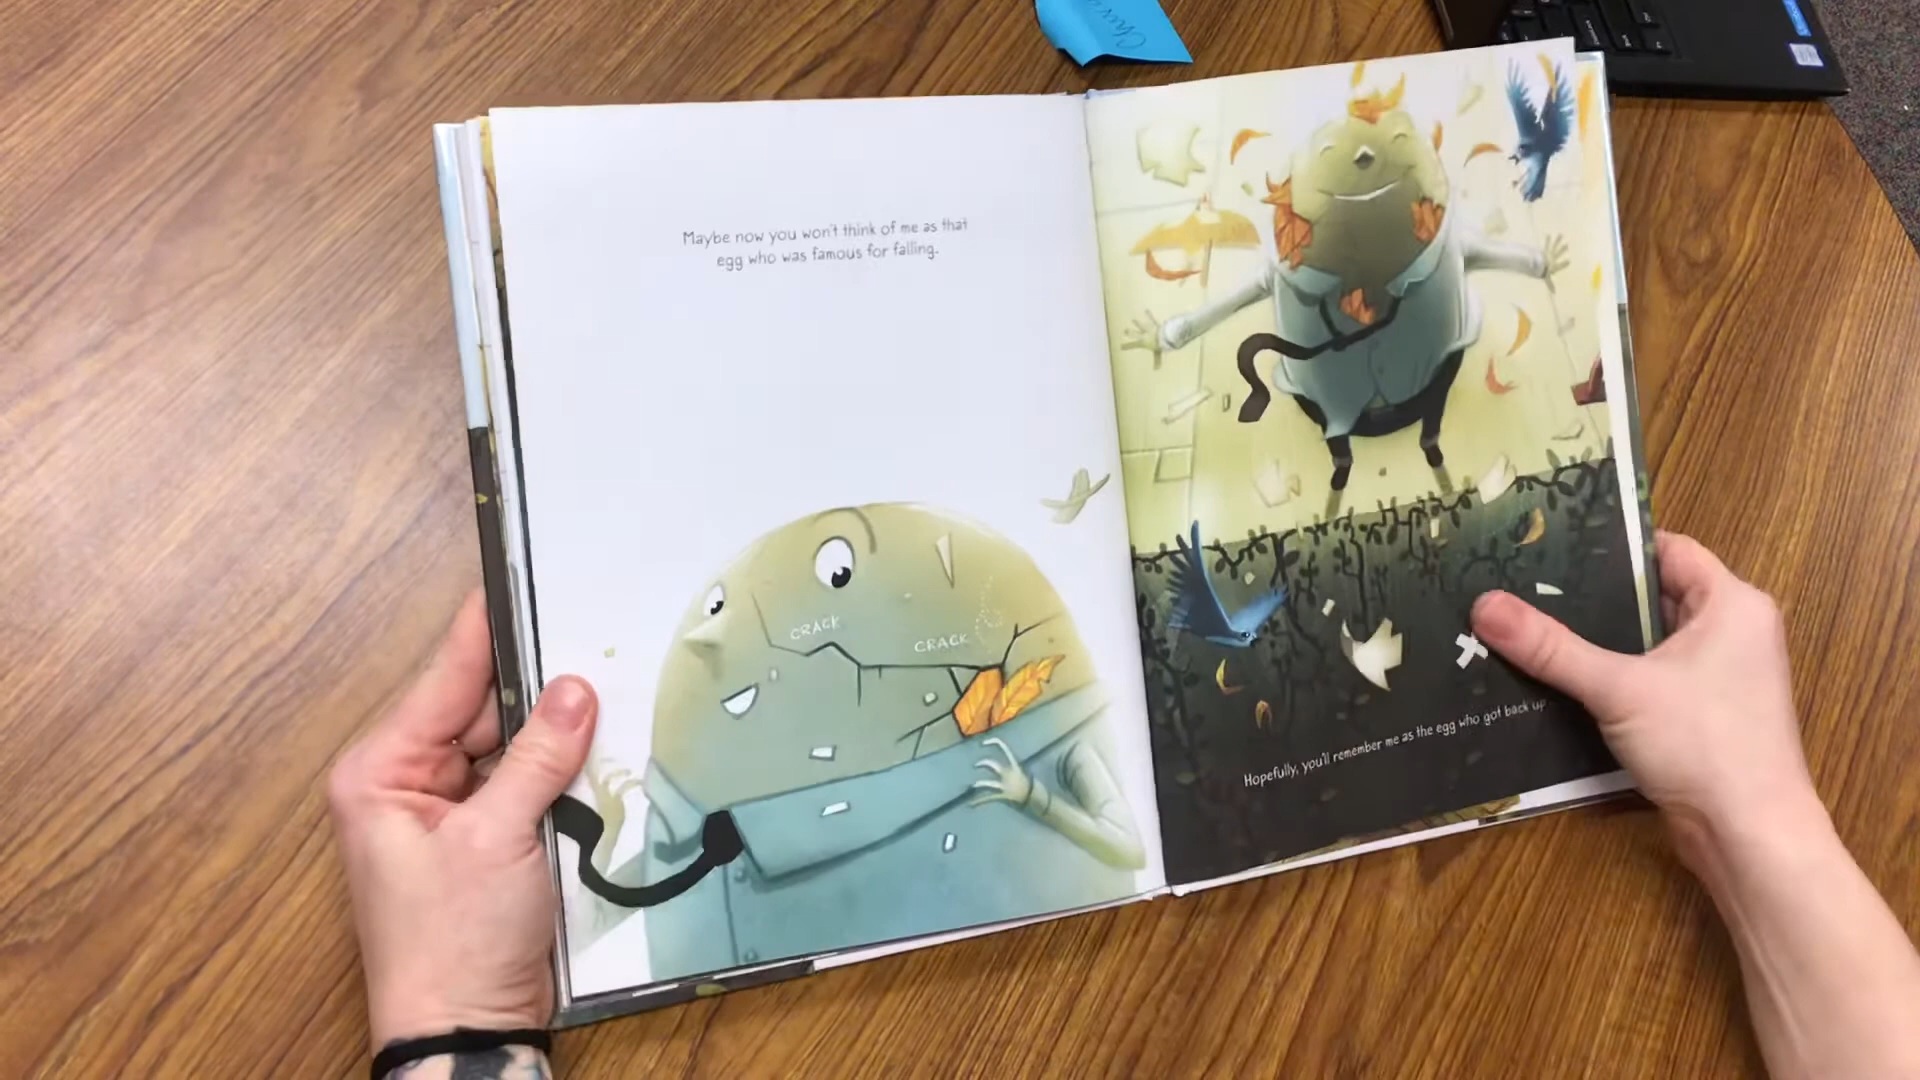 Maybe now you won't think of me as that
egg who was famous for falling.
CRACK
CRACK
Hopefully, you'll remember me as the egg who got back up